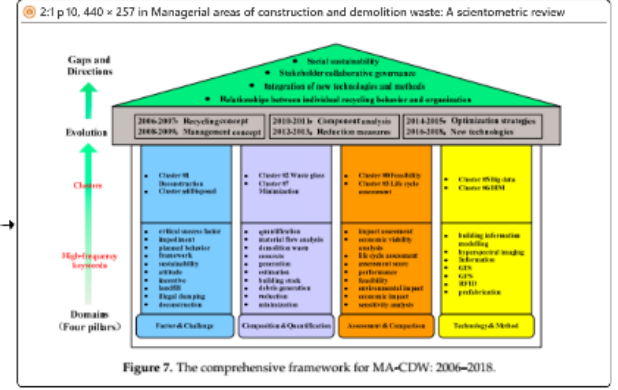 2:1 p 10, 440 × 257 in Managerial areas of construction and demolition waste: A scientometric review
Gaps and
Directions
Social sustainability
Stakeholder collaborative governance
Integration of new technologies and methods
Relationships between individual recycling behavior and organization
Evolution
2006-2007, Recycling concept
2008-2009, Management concept
2010-2011, Component analysis
2012-2013, Reduction measures
2014-2015, Optimization strategies
2016-2018, New technologies
Clusters
Cluster #1
Deconstruction
Cluster #4 Disposal
Cluster #2 Waste glass
Cluster #7
Minimization
Cluster #0 Feasibility
Cluster #3 Life cycle
assessment
Cluster #5 Big data
Cluster #6 BIM
High-frequency
keywords
critical success factor
impediment
planned behavior
framework
sustainability
attitude
incentive
landfill
illegal dumping
deconstruction
quantification
material flow analysis
demolition waste
concrete
generation
estimation
building stock
debris generation
reduction
minimization
impact assessment
economic viability
analysis
life cycle assessment
assessment score
performance
feasibility
environmental impact
economic impact
sensitivity analysis
building information
modelling
hyperspectral imaging
Information
GIS
GPS
RFID
prefabrication
Domains
(Four pillars)
Factor & Challenge
Composition & Quantification
Assessment & Comparison
Technology & Method
Figure 7. The comprehensive framework for MA-CDW: 2006–2018.